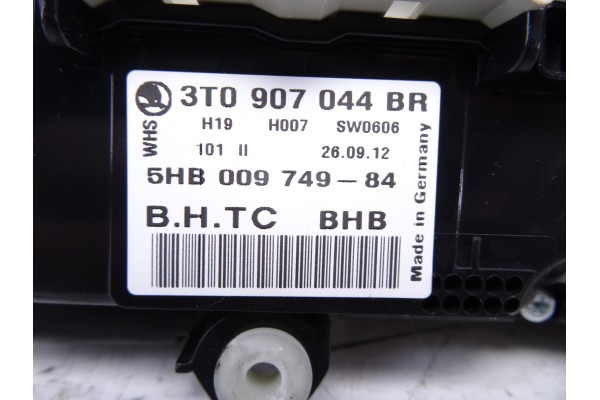 3T0 907 044 BR
WHS
H19 H007 SW0606
101 II 26.09.12
5HB 009 749-84
B.H.TC BHB
Made in Germany